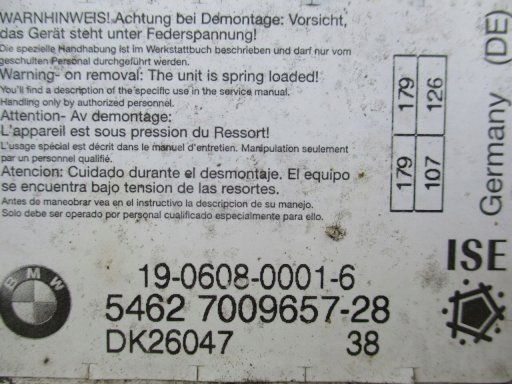 WARNHINWEIS! Achtung bei Demontage: Vorsicht,
das Gerät steht unter Federspannung!
Die spezielle Handhabung ist im Werkstattbuch beschrieben und darf nur vom
geschulten Personal durchgeführt werden.
Warning- on removal: The unit is spring loaded!
You'll find a description of the specific use in the service manual.
Handling only by authorized personnel.
Attention- Av demontage:
L'appareil est sous pression du Ressort!
L'usage spécial est décrit dans le manuel d'entretien. Manipulation seulement
par un personnel qualifié.
Atencion: Cuidado durante el desmontaje. El equipo
se encuentra bajo tension de las resortes.
Antes de maneobrar vea en el instructivo la descripcion de su manejo.
Solo debe ser operado por personal cualificado especialmente para ello.
179 126
179 107
Germany (DE)
ISE
BMW
19-0608-0001-6
5462 7009657-28
DK26047 38